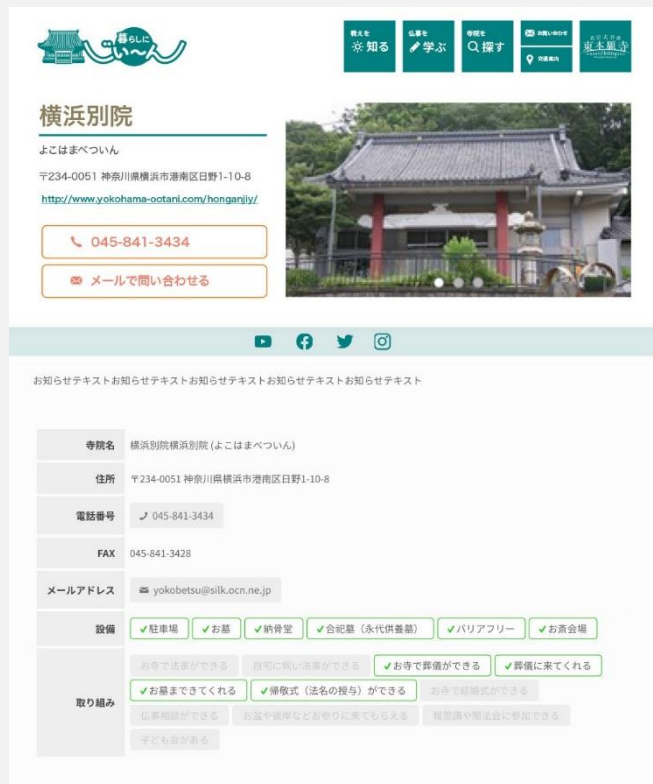 暮らしに
じい〜ん
教えを
知る
仏事を
学ぶ
寺院を
探す
お問い合わせ
交通案内
真宗大谷派
東本願寺
横浜別院
よこはまべついん
〒234-0051 神奈川県横浜市港南区日野1-10-8
http://www.yokohama-ootani.com/honganjiy/
045-841-3434
メールで問い合わせる
お知らせテキストお知らせテキストお知らせテキストお知らせテキストお知らせテキスト
寺院名 横浜別院横浜別院 (よこはまべついん)
住所 〒234-0051 神奈川県横浜市港南区日野1-10-8
電話番号 045-841-3434
FAX 045-841-3428
メールアドレス yokobetsu@silk.ocn.ne.jp
設備 ✔駐車場 ✔お墓 ✔納骨堂 ✔合祀墓（永代供養墓） ✔バリアフリー ✔お斎会場
お寺で法事ができる 自宅に伺い法事ができる ✔お寺で葬儀ができる ✔葬儀に来てくれる
取り組み ✔お墓まできてくれる ✔帰敬式（法名の授与）ができる お寺で結婚式ができる
仏事相談ができる お盆や彼岸などお参りに来てもらえる 報恩講や聞法会に参加できる
子ども会がある